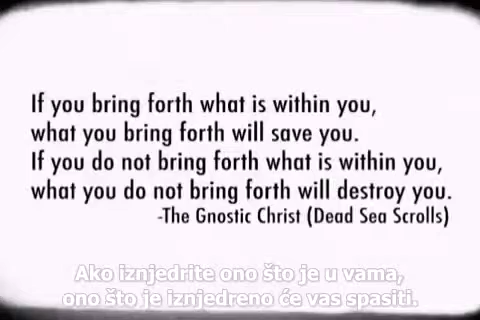 If you bring forth what is within you,
what you bring forth will save you.
If you do not bring forth what is within you,
what you do not bring forth will destroy you.
-The Gnostic Christ (Dead Sea Scrolls)
Ako iznjedrite ono što je u vama,
ono što je iznjedreno će vas spasiti.